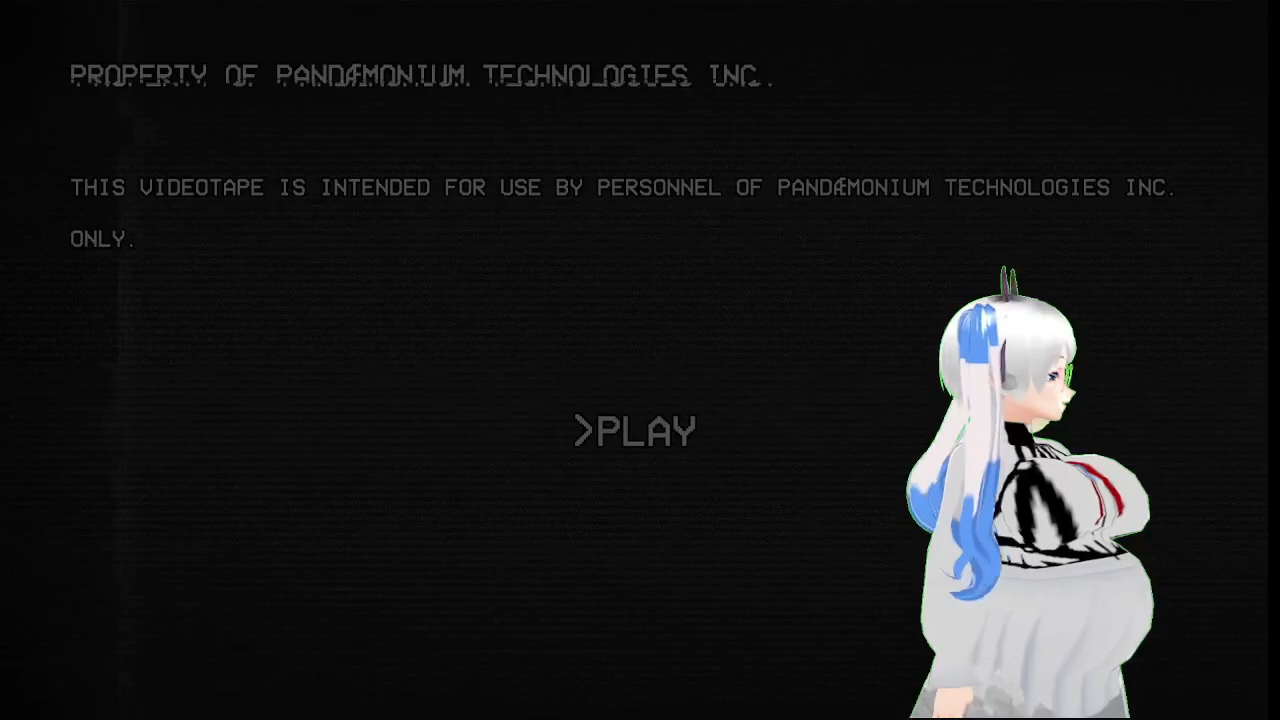 PROPERTY OF PANDÆMONIUM TECHNOLOGIES INC.
THIS VIDEOTAPE IS INTENDED FOR USE BY PERSONNEL OF PANDÆMONIUM TECHNOLOGIES INC.
ONLY.
>PLAY